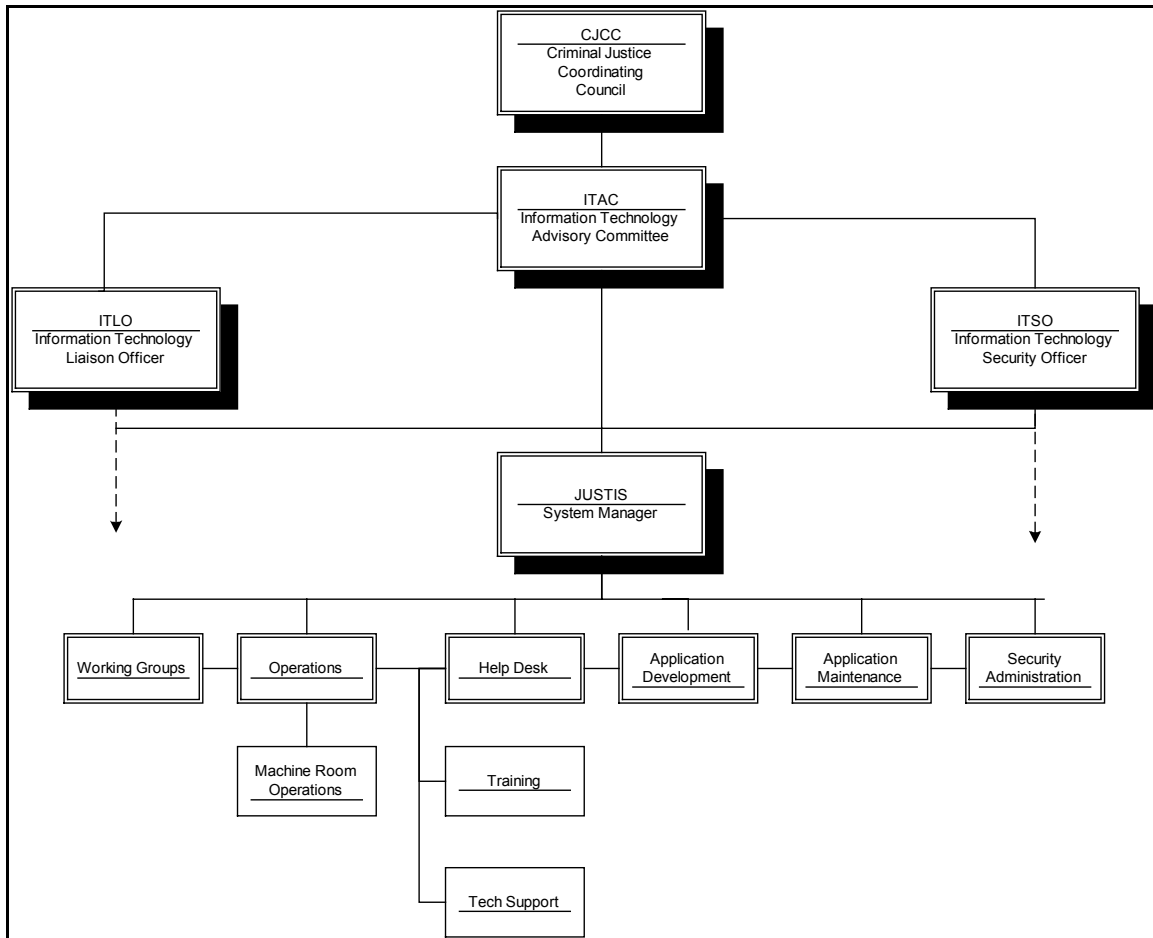 CJCC
Criminal Justice
Coordinating
Council
ITAC
Information Technology
Advisory Committee
ITLO
Information Technology
Liaison Officer
ITSO
Information Technology
Security Officer
JUSTIS
System Manager
Working Groups
Operations
Help Desk
Application
Development
Application
Maintenance
Security
Administration
Machine Room
Operations
Training
Tech Support